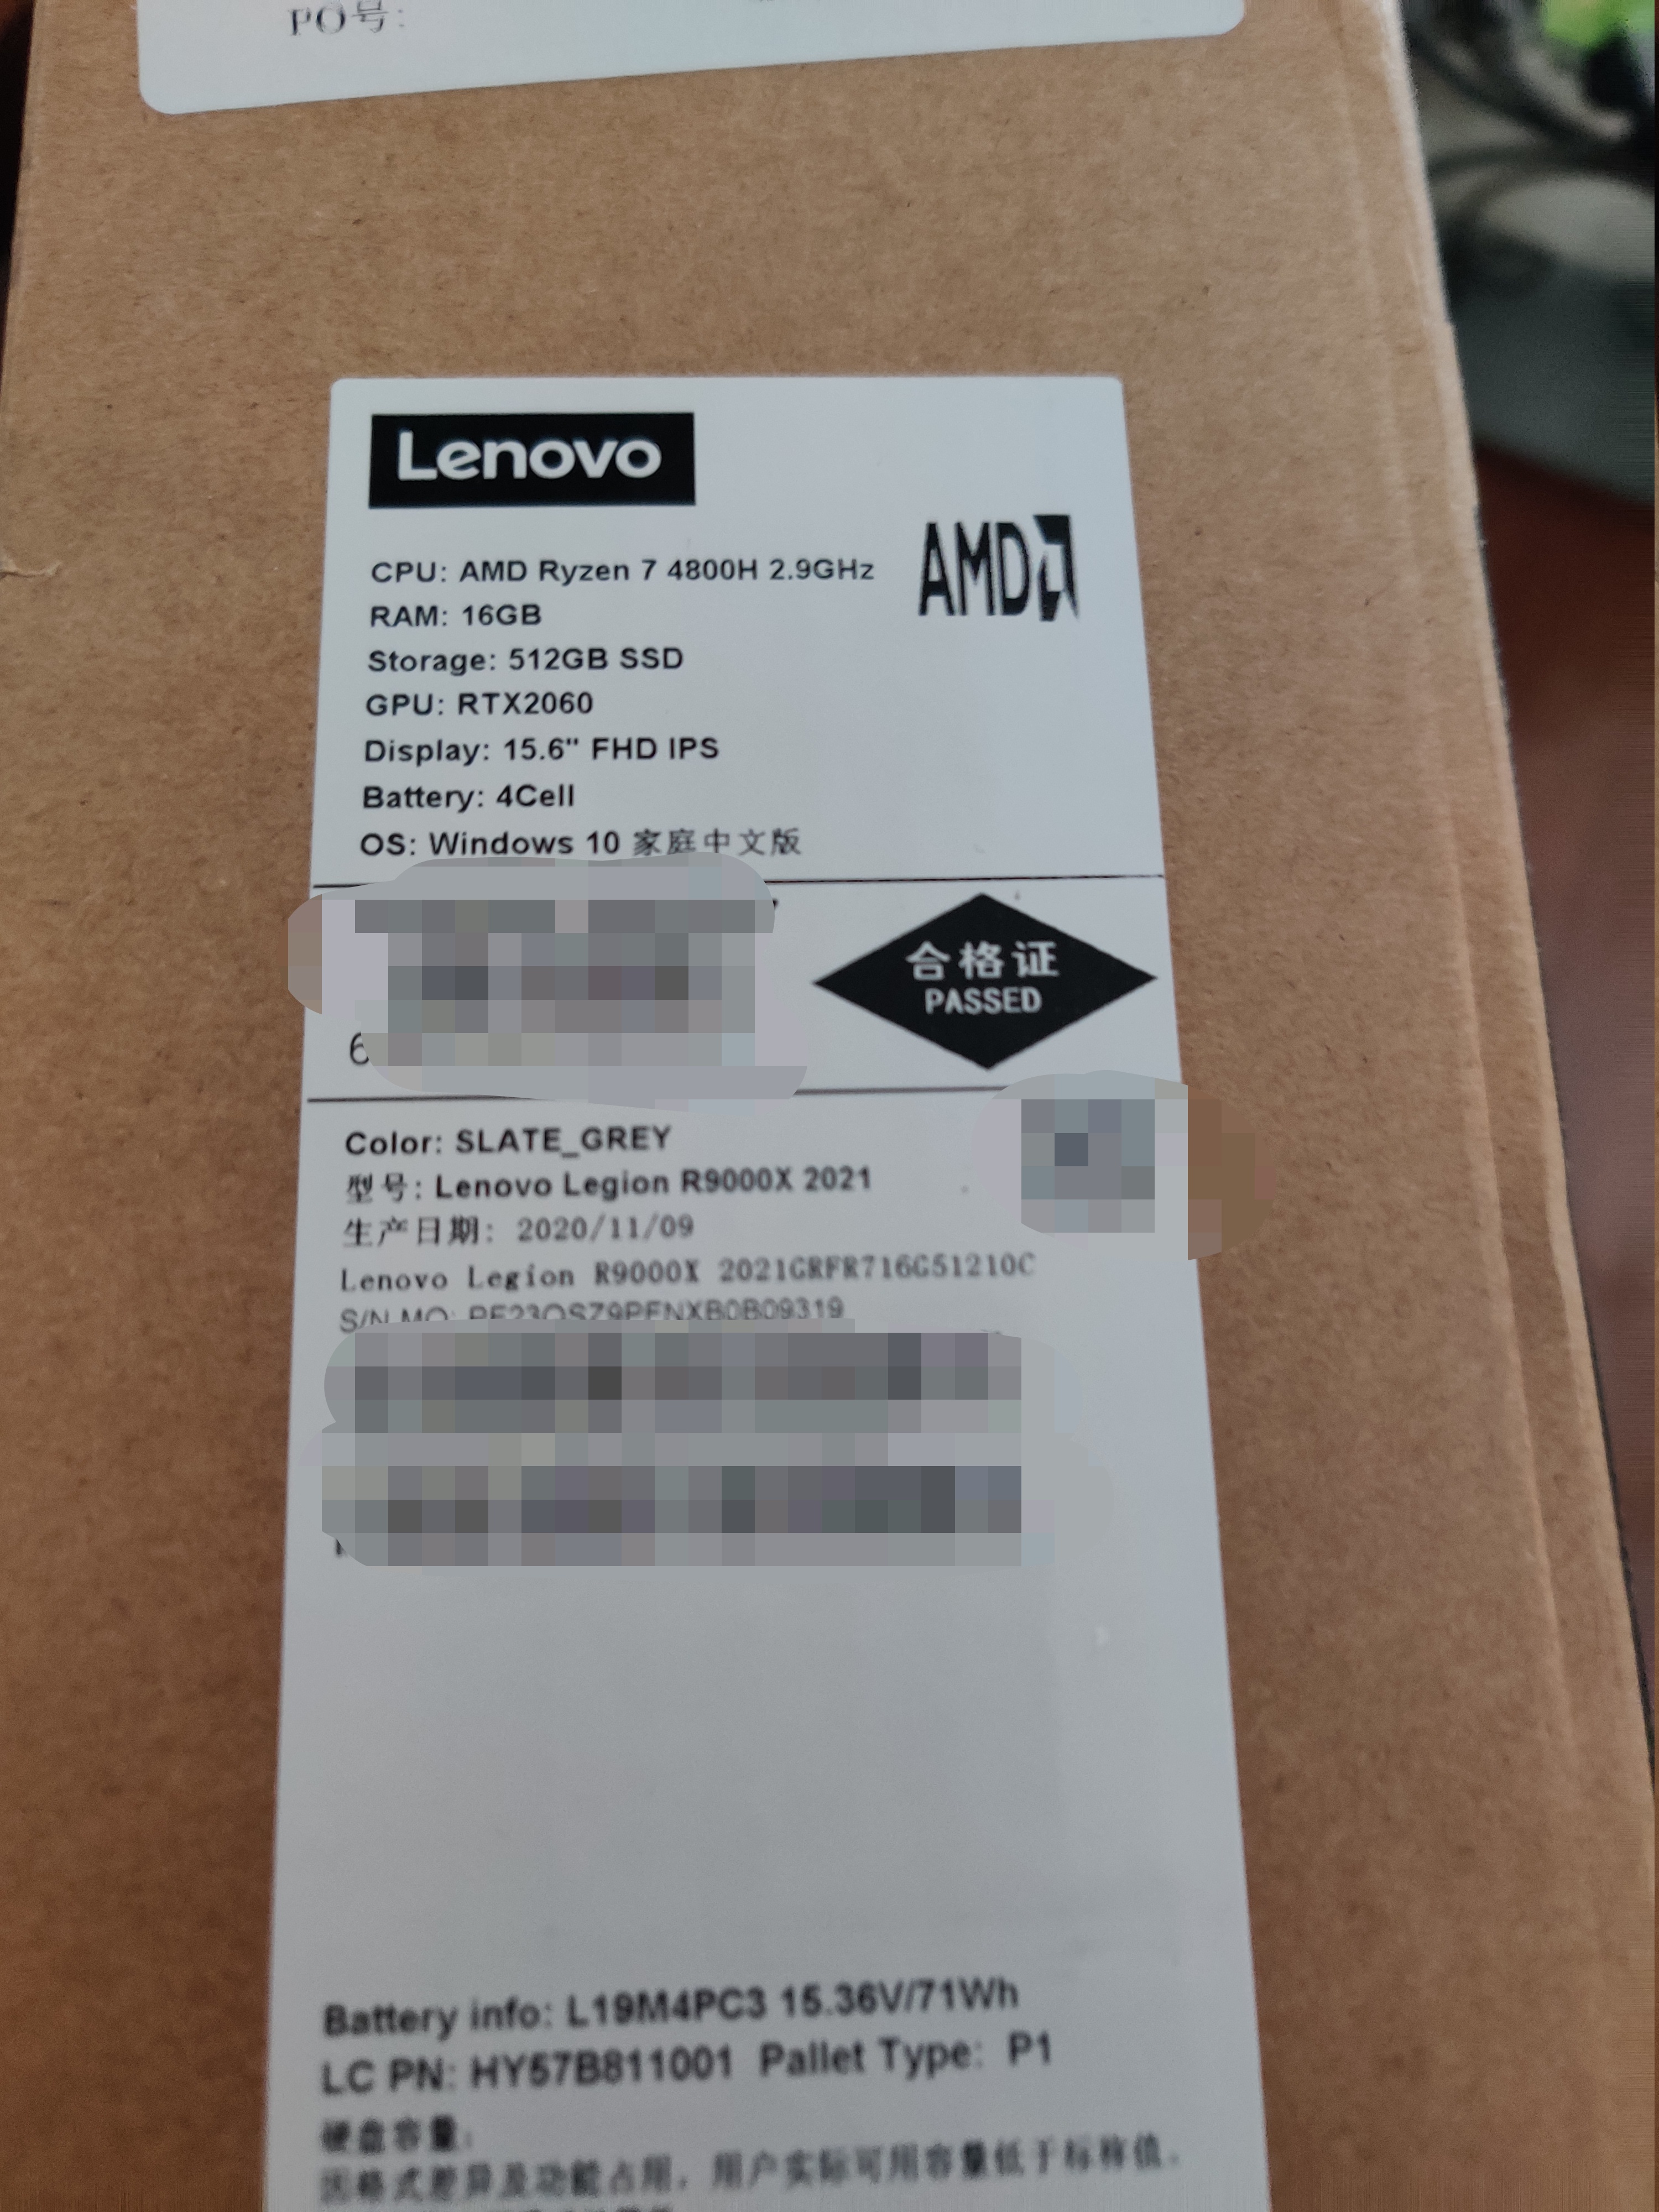 PO号:
Lenovo
CPU: AMD Ryzen 7 4800H 2.9GHz
AMD
RAM: 16GB
Storage: 512GB SSD
GPU: RTX2060
Display: 15.6" FHD IPS
Battery: 4Cell
OS: Windows 10 家庭中文版
合格证
PASSED
6
Color: SLATE_GREY
型号: Lenovo Legion R9000X 2021
生产日期: 2020/11/09
Lenovo Legion R9000X 2021GRFR716G51210C
S/N MO:
Battery info: L19M4PC3 15.36V/71Wh
LC PN: HY57B811001 Pallet Type: P1
硬盘容量:
因格式差异及功能占用，用户实际可用容量低于标称值。